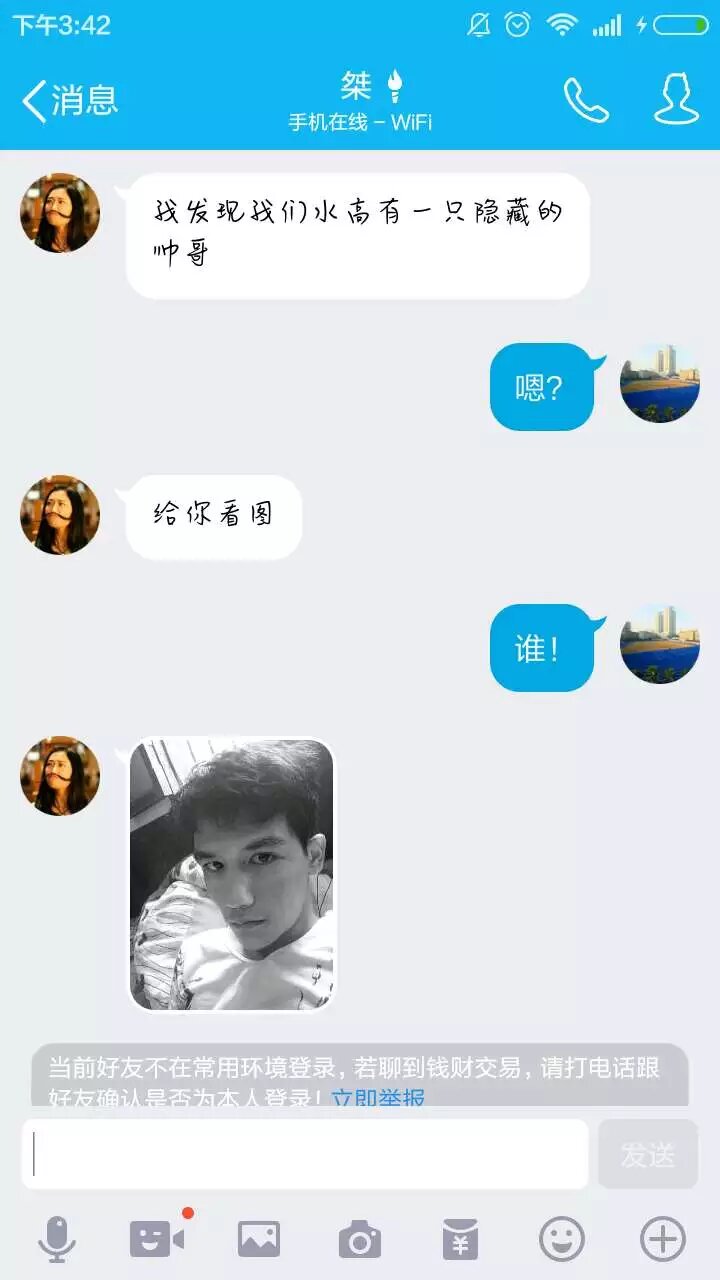 下午3:42
消息
桀
手机在线 - WiFi
我发现我们水高有一只隐藏的
帅哥
嗯?
给你看图
谁!
当前好友不在常用环境登录, 若聊到钱财交易, 请打电话跟
好友确认是否为本人登录! 立即举报
发送